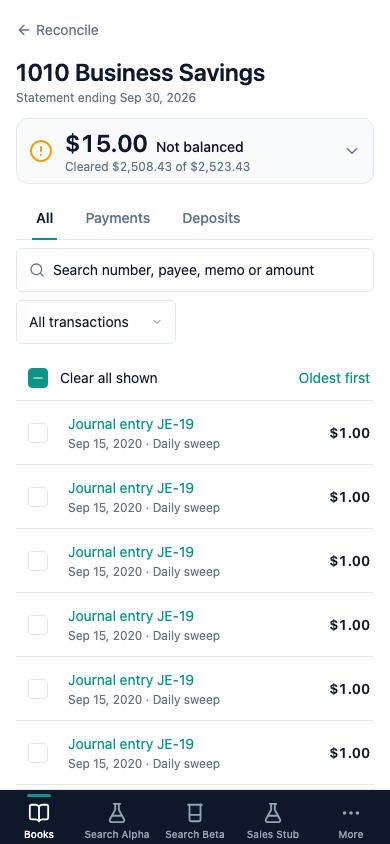 Reconcile
1010 Business Savings
Statement ending Sep 30, 2026
$15.00 Not balanced
Cleared $2,508.43 of $2,523.43
All Payments Deposits
Search number, payee, memo or amount
All transactions
Clear all shown Oldest first
Journal entry JE-19
Sep 15, 2020 · Daily sweep
$1.00
Journal entry JE-19
Sep 15, 2020 · Daily sweep
$1.00
Journal entry JE-19
Sep 15, 2020 · Daily sweep
$1.00
Journal entry JE-19
Sep 15, 2020 · Daily sweep
$1.00
Journal entry JE-19
Sep 15, 2020 · Daily sweep
$1.00
Journal entry JE-19
Sep 15, 2020 · Daily sweep
$1.00
Books Search Alpha Search Beta Sales Stub More